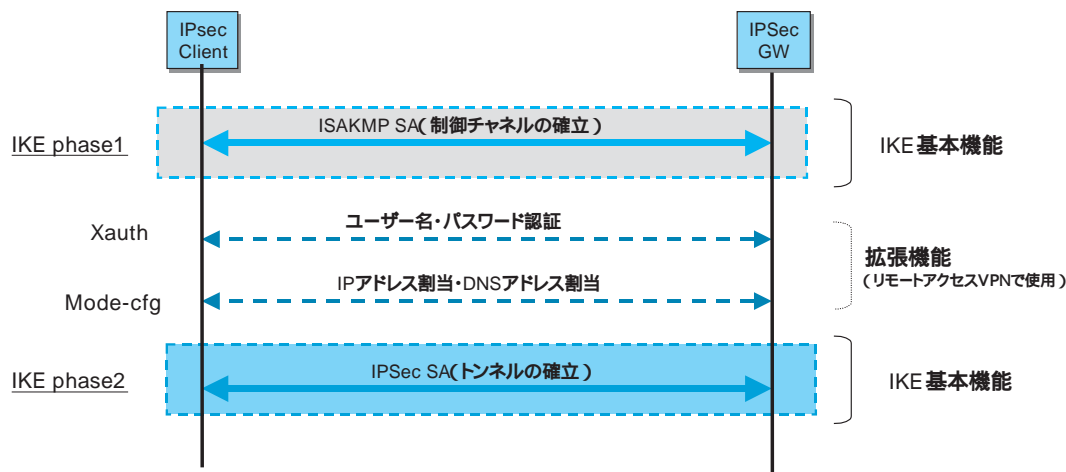 IPsec
Client
IPSec
GW
ISAKMP SA(制御チャネルの確立)
IKE phase1
IKE基本機能
ユーザー名・パスワード認証
Xauth
拡張機能
(リモートアクセスVPNで使用)
IPアドレス割当・DNSアドレス割当
Mode-cfg
IPSec SA(トンネルの確立)
IKE phase2
IKE基本機能